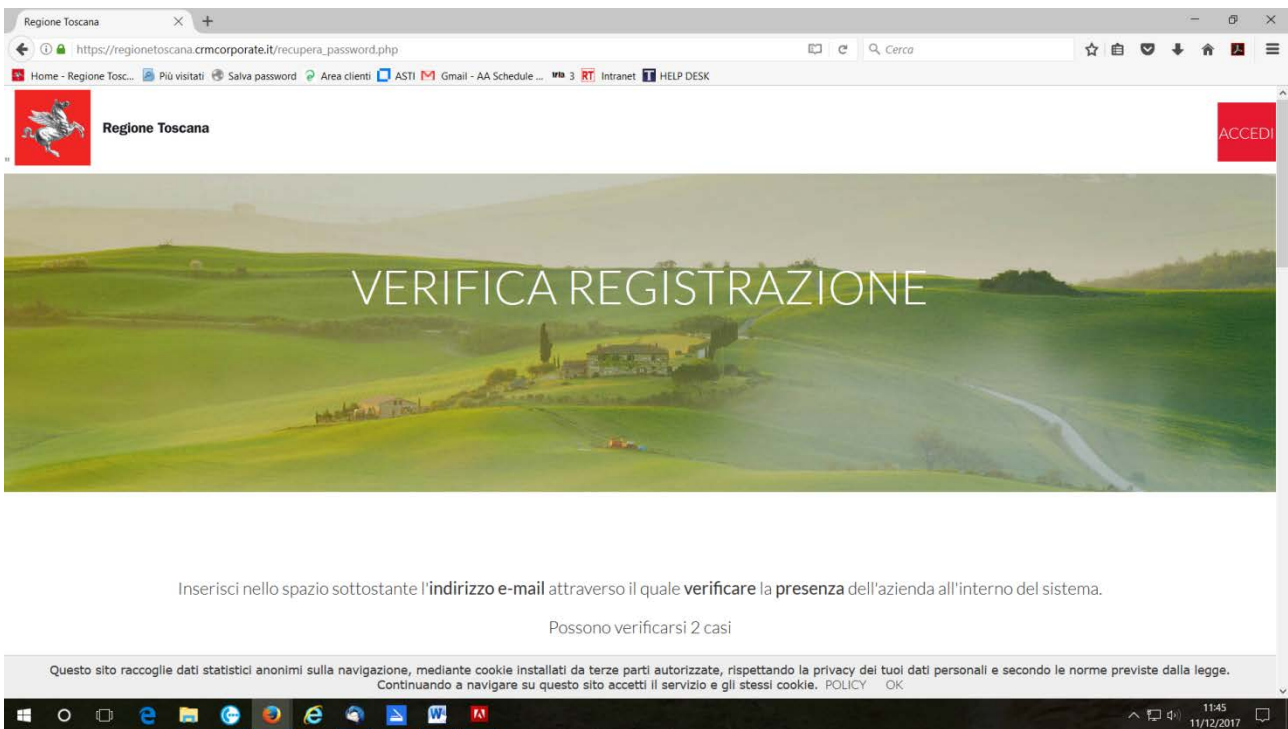 Regione Toscana
https://regionetoscana.crmcorporate.it/recupera_password.php
Cerca
Home - Regione Tosc... Più visitati Salva password Area clienti ASTI Gmail - AA Schedule ... 3 RT Intranet HELP DESK
Regione Toscana
ACCEDI
"
VERIFICA REGISTRAZIONE
Inserisci nello spazio sottostante l'indirizzo e-mail attraverso il quale verificare la presenza dell'azienda all'interno del sistema.
Possono verificarsi 2 casi
Questo sito raccoglie dati statistici anonimi sulla navigazione, mediante cookie installati da terze parti autorizzate, rispettando la privacy dei tuoi dati personali e secondo le norme previste dalla legge.
Continuando a navigare su questo sito accetti il servizio e gli stessi cookie. POLICY OK
11:45
11/12/2017